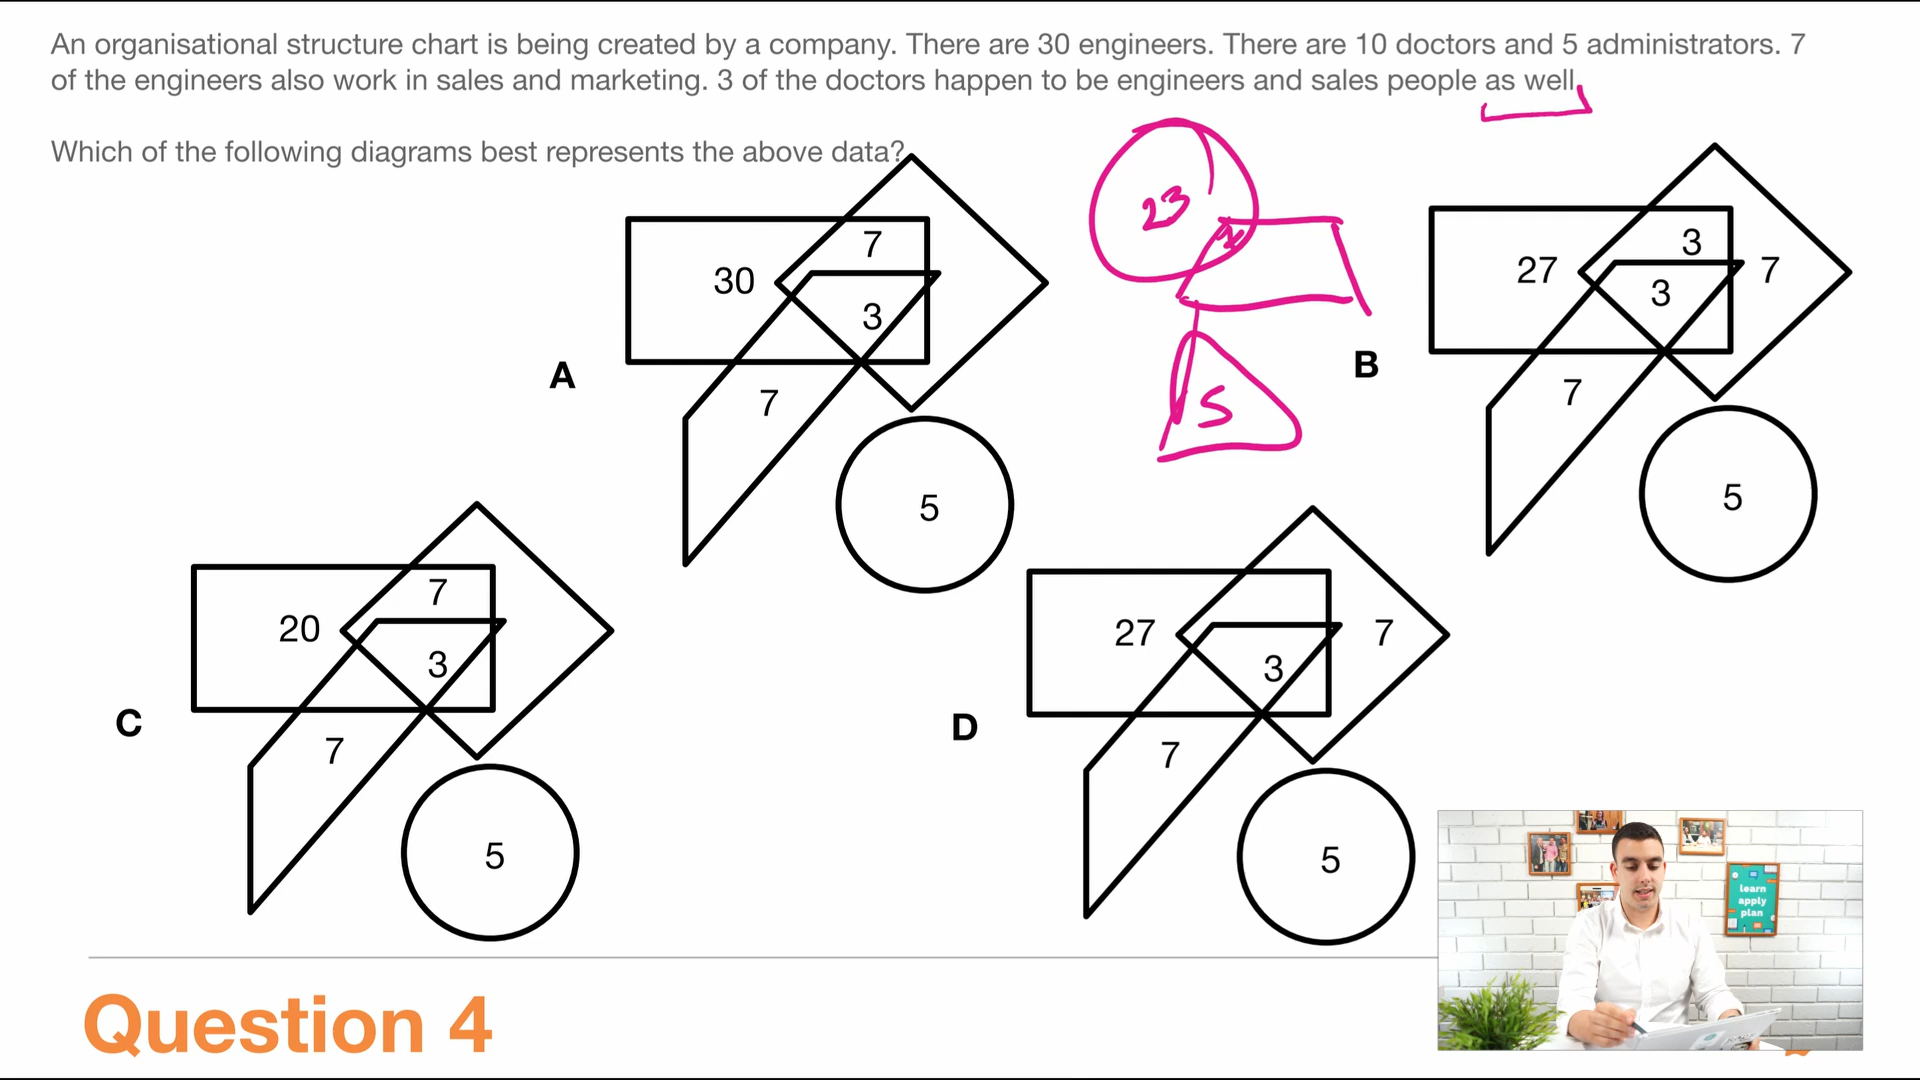 An organisational structure chart is being created by a company. There are 30 engineers. There are 10 doctors and 5 administrators. 7
of the engineers also work in sales and marketing. 3 of the doctors happen to be engineers and sales people as well.
Which of the following diagrams best represents the above data?
A
30
7
3
7
5
23
5
B
27
3
3
7
7
5
C
20
7
3
7
5
D
27
3
7
7
5
learn
apply
plan
Question 4